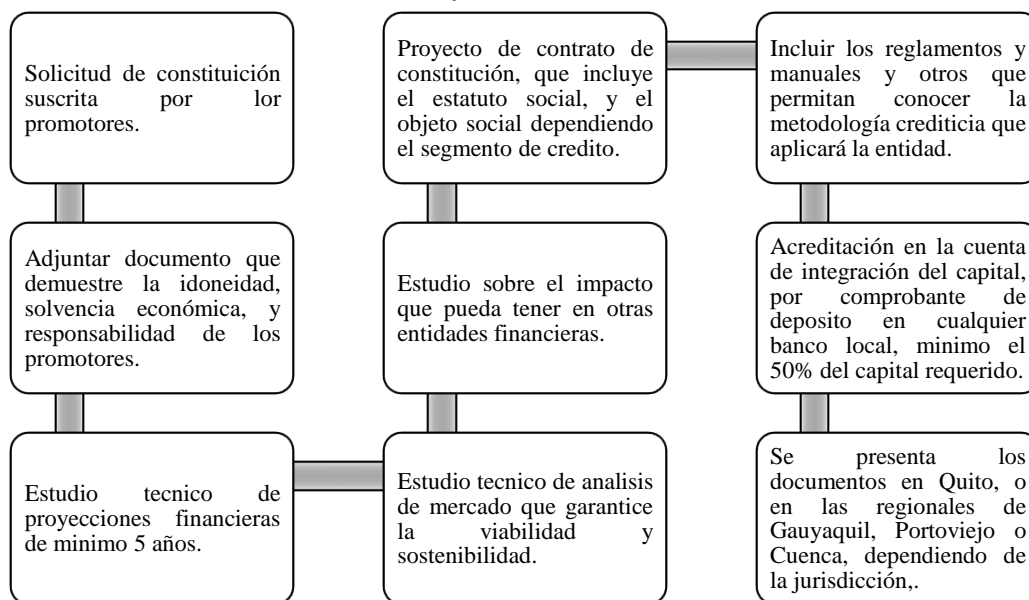 Solicitud de constituición
suscrita por lor
promotores.
Adjuntar documento que
demuestre la idoneidad,
solvencia económica, y
responsabilidad de los
promotores.
Estudio tecnico de
proyecciones financieras
de minimo 5 años.
Estudio tecnico de analisis
de mercado que garantice
la viabilidad y
sostenibilidad.
Estudio sobre el impacto
que pueda tener en otras
entidades financieras.
Proyecto de contrato de
constitución, que incluye
el estatuto social, y el
objeto social dependiendo
el segmento de credito.
Incluir los reglamentos y
manuales y otros que
permitan conocer la
metodología crediticia que
aplicará la entidad.
Acreditación en la cuenta
de integración del capital,
por comprobante de
deposito en cualquier
banco local, minimo el
50% del capital requerido.
Se presenta los
documentos en Quito, o
en las regionales de
Gauyaquil, Portoviejo o
Cuenca, dependiendo de
la jurisdicción,.